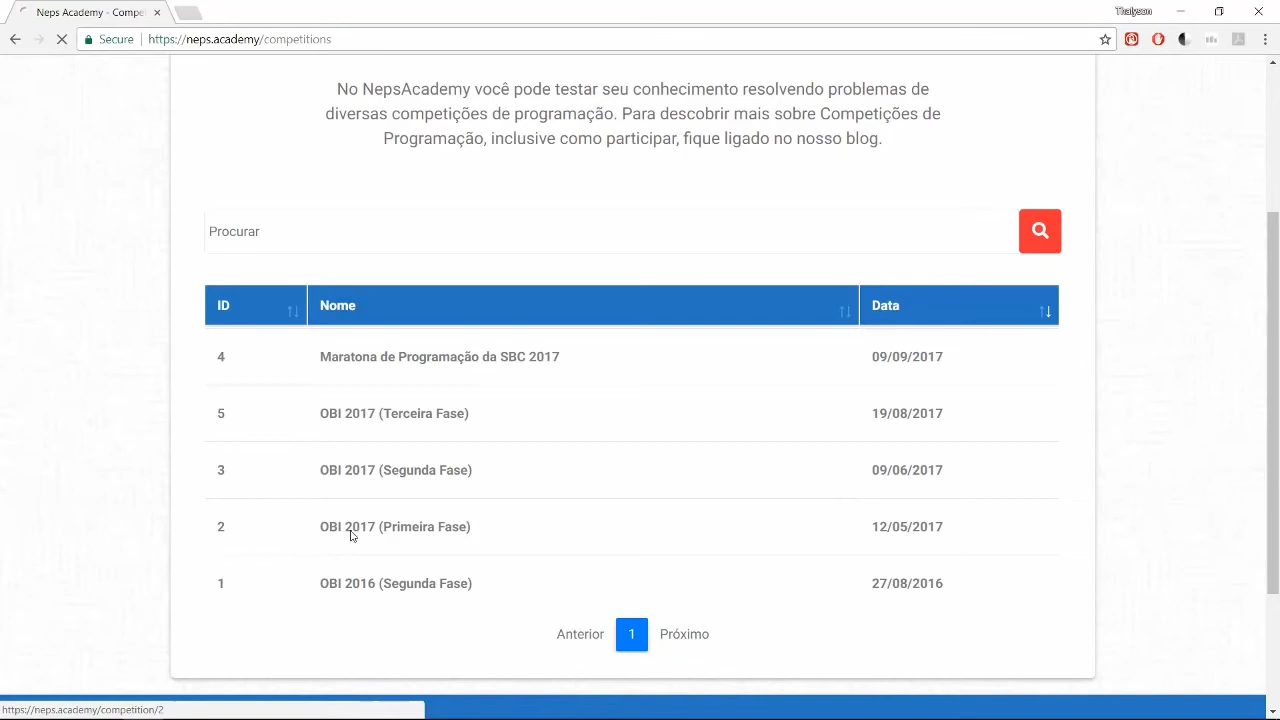 Neps Academy - Compet
Thalyson
Secure https://neps.academy/competitions
No NepsAcademy você pode testar seu conhecimento resolvendo problemas de
diversas competições de programação. Para descobrir mais sobre Competições de
Programação, inclusive como participar, fique ligado no nosso blog.
Procurar
ID Nome Data
4 Maratona de Programação da SBC 2017 09/09/2017
5 OBI 2017 (Terceira Fase) 19/08/2017
3 OBI 2017 (Segunda Fase) 09/06/2017
2 OBI 2017 (Primeira Fase) 12/05/2017
1 OBI 2016 (Segunda Fase) 27/08/2016
Anterior 1 Próximo
https://neps.academy/competition/2